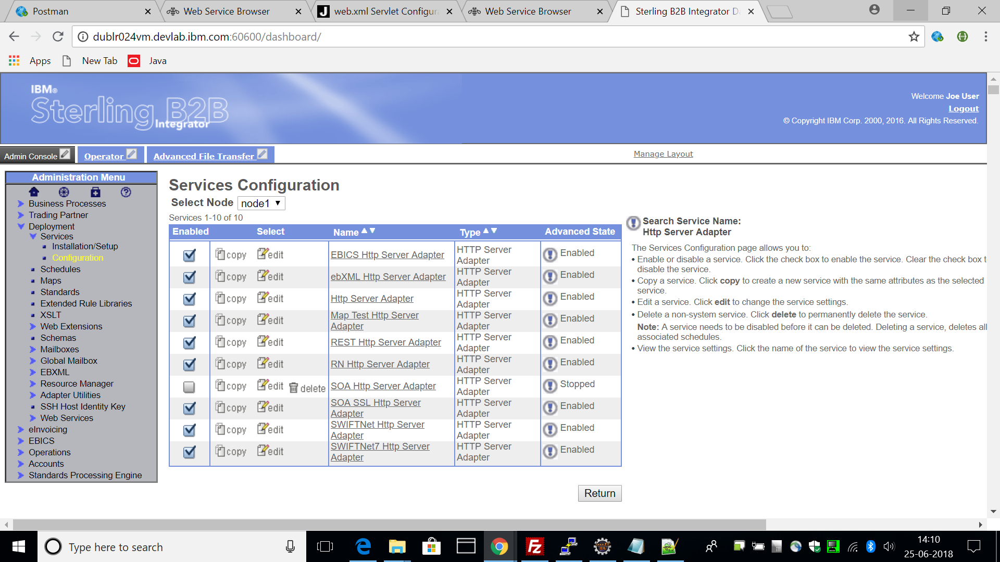 Postman
Web Service Browser
web.xml Servlet Configur
Web Service Browser
Sterling B2B Integrator D
dublr024vm.devlab.ibm.com:60600/dashboard/
Apps
New Tab
Java
IBM®
Sterling B2B
Integrator
Welcome Joe User
Logout
© Copyright IBM Corp. 2000, 2016. All Rights Reserved.
Admin Console
Operator
Advanced File Transfer
Manage Layout
Administration Menu
Business Processes
Trading Partner
Deployment
Services
Installation/Setup
Configuration
Schedules
Maps
Standards
Extended Rule Libraries
XSLT
Web Extensions
Schemas
Mailboxes
Global Mailbox
EBXML
Resource Manager
Adapter Utilities
SSH Host Identity Key
Web Services
eInvoicing
EBICS
Operations
Accounts
Standards Processing Engine
Services Configuration
Select Node node1
Services 1-10 of 10
Enabled Select Name Type Advanced State
copy edit EBICS Http Server Adapter HTTP Server Adapter Enabled
copy edit ebXML Http Server Adapter HTTP Server Adapter Enabled
copy edit Http Server Adapter HTTP Server Adapter Enabled
copy edit Map Test Http Server Adapter HTTP Server Adapter Enabled
copy edit REST Http Server Adapter HTTP Server Adapter Enabled
copy edit RN Http Server Adapter HTTP Server Adapter Enabled
copy edit delete SOA Http Server Adapter HTTP Server Adapter Stopped
copy edit SOA SSL Http Server Adapter HTTP Server Adapter Enabled
copy edit SWIFTNet Http Server Adapter HTTP Server Adapter Enabled
copy edit SWIFTNet7 Http Server Adapter HTTP Server Adapter Enabled
Return
Search Service Name:
Http Server Adapter
The Services Configuration page allows you to:
• Enable or disable a service. Click the check box to enable the service. Clear the check box t
disable the service.
• Copy a service. Click copy to create a new service with the same attributes as the selected
service.
• Edit a service. Click edit to change the service settings.
• Delete a non-system service. Click delete to permanently delete the service.
Note: A service needs to be disabled before it can be deleted. Deleting a service, deletes all
associated schedules.
• View the service settings. Click the name of the service to view the service settings.
Type here to search
14:10
25-06-2018